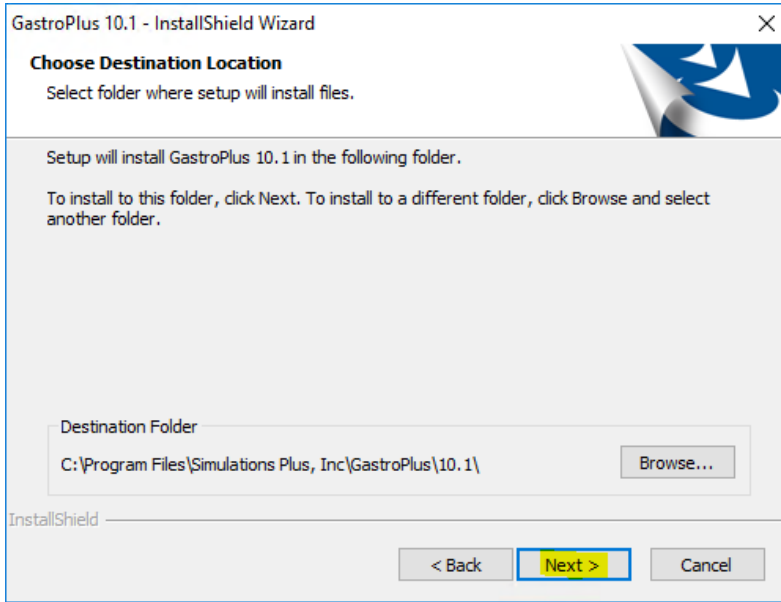 GastroPlus 10.1 - InstallShield Wizard
Choose Destination Location
Select folder where setup will install files.
Setup will install GastroPlus 10.1 in the following folder.
To install to this folder, click Next. To install to a different folder, click Browse and select
another folder.
Destination Folder
C:\Program Files\Simulations Plus, Inc\GastroPlus\10.1\
Browse...
InstallShield
< Back
Next >
Cancel